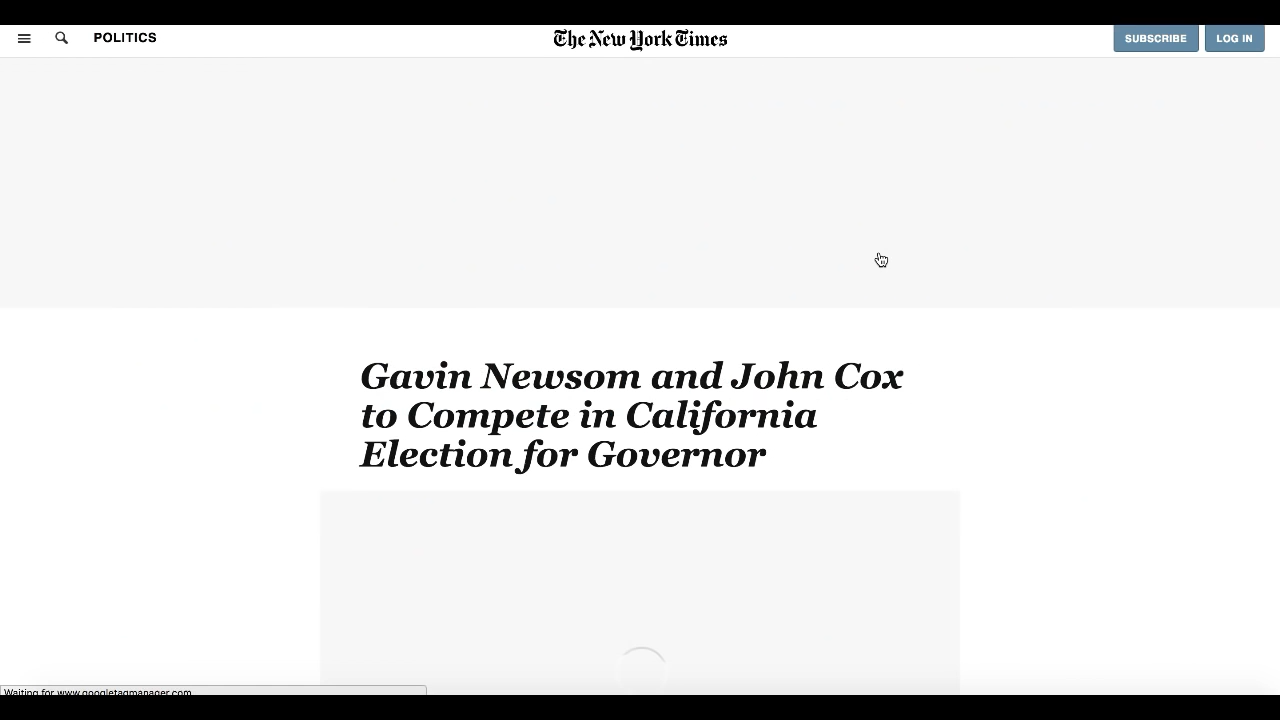 POLITICS
The New York Times
SUBSCRIBE
LOG IN
Gavin Newsom and John Cox
to Compete in California
Election for Governor
Waiting for www.googletagmanager.com